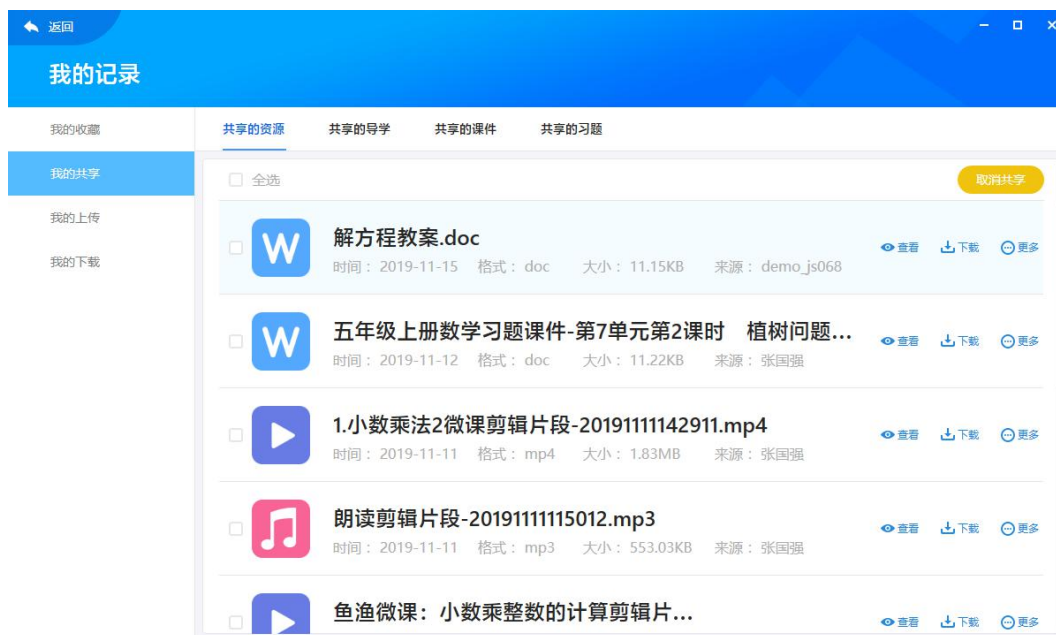 返回
我的记录
我的收藏
我的共享
我的上传
我的下载
共享的资源 共享的导学 共享的课件 共享的习题
全选 取消共享
W 解方程教案.doc
时间： 2019-11-15 格式： doc 大小： 11.15KB 来源： demo_js068 查看 下载 更多
W 五年级上册数学习题课件-第7单元第2课时 植树问题...
时间： 2019-11-12 格式： doc 大小： 11.22KB 来源： 张国强 查看 下载 更多
1.小数乘法2微课剪辑片段-20191111142911.mp4
时间： 2019-11-11 格式： mp4 大小： 1.83MB 来源： 张国强 查看 下载 更多
朗读剪辑片段-20191111115012.mp3
时间： 2019-11-11 格式： mp3 大小： 553.03KB 来源： 张国强 查看 下载 更多
鱼渔微课：小数乘整数的计算剪辑片...
查看 下载 更多